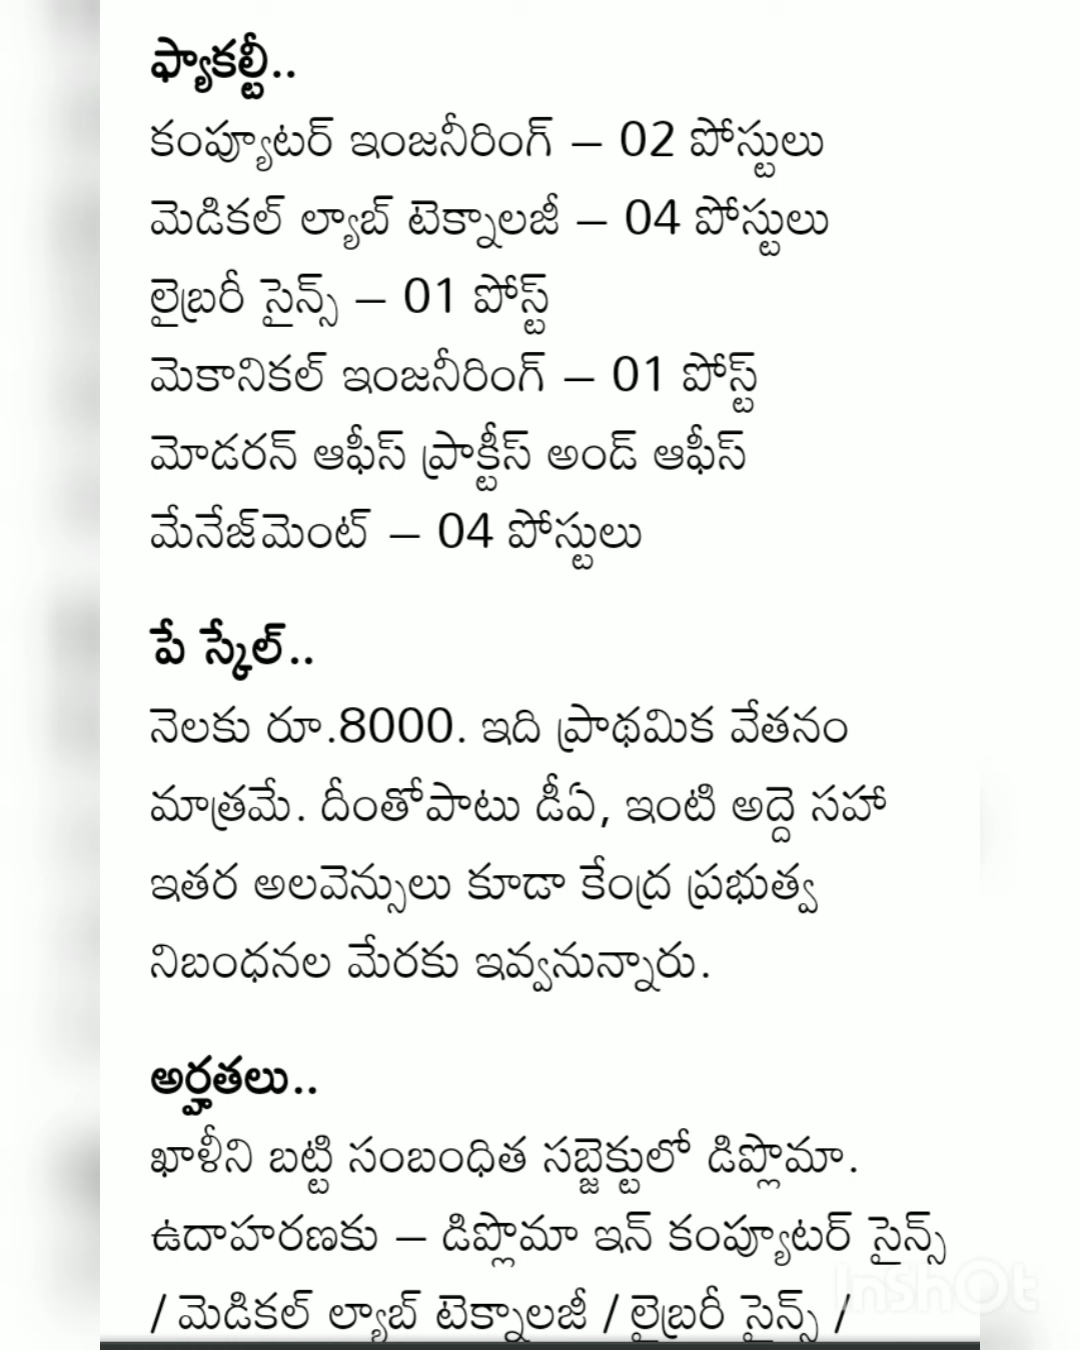 ఫ్యాకల్టీ..
కంప్యూటర్ ఇంజనీరింగ్ – 02 పోస్టులు
మెడికల్ ల్యాబ్ టెక్నాలజీ – 04 పోస్టులు
లైబ్రరీ సైన్స్ – 01 పోస్ట్
మెకానికల్ ఇంజనీరింగ్ – 01 పోస్ట్
మోడరన్ ఆఫీస్ ప్రాక్టీస్ అండ్ ఆఫీస్
మేనేజ్‌మెంట్ – 04 పోస్టులు
పే స్కేల్..
నెలకు రూ.8000. ఇది ప్రాథమిక వేతనం
మాత్రమే. దీంతోపాటు డీఏ, ఇంటి అద్దె సహా
ఇతర అలవెన్సులు కూడా కేంద్ర ప్రభుత్వ
నిబంధనల మేరకు ఇవ్వనున్నారు.
అర్హతలు..
ఖాళీని బట్టి సంబంధిత సబ్జెక్టులో డిప్లొమా.
ఉదాహరణకు – డిప్లొమా ఇన్ కంప్యూటర్ సైన్స్
/ మెడికల్ ల్యాబ్ టెక్నాలజీ / లైబ్రరీ సైన్స్ /
InShOt